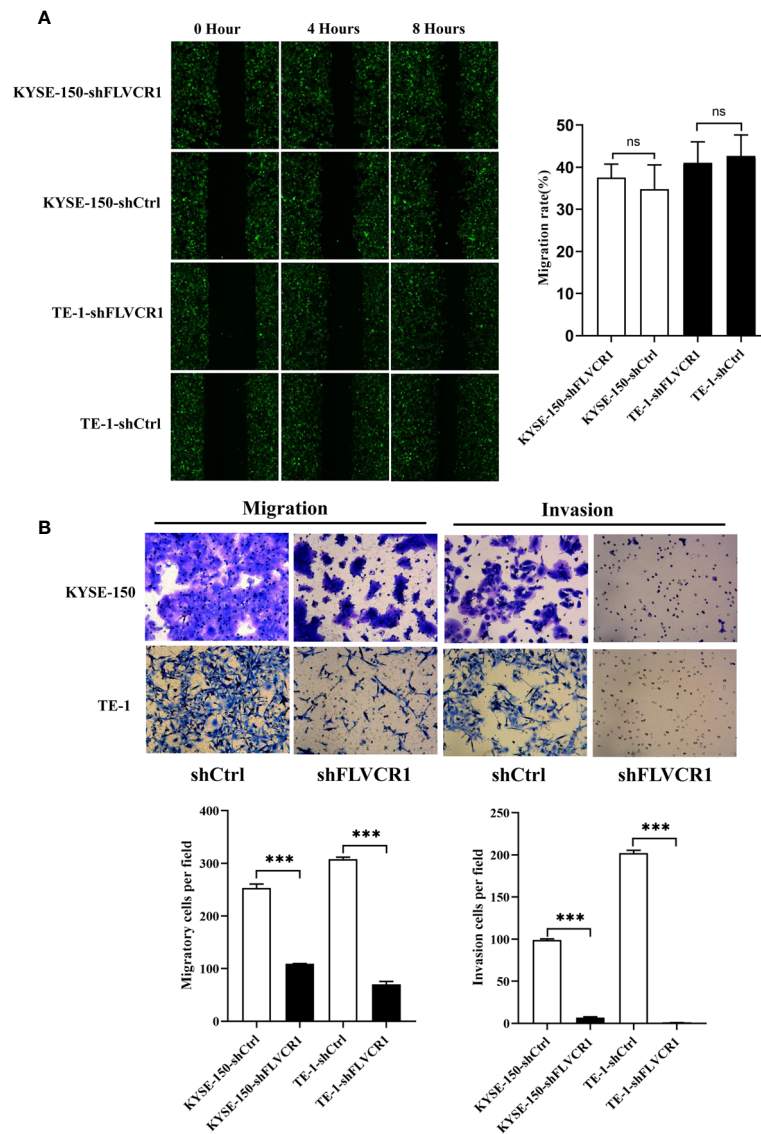 A
0 Hour 4 Hours 8 Hours
KYSE-150-shFLVCR1
KYSE-150-shCtrl
TE-1-shFLVCR1
TE-1-shCtrl
Migration rate(%)
50
40
30
20
10
0
ns
ns
KYSE-150-shFLVCR1
KYSE-150-shCtrl
TE-1-shFLVCR1
TE-1-shCtrl
B
Migration Invasion
KYSE-150
TE-1
shCtrl shFLVCR1 shCtrl shFLVCR1
Migratory cells per field
400
300
200
100
0
***
***
KYSE-150-shCtrl
KYSE-150-shFLVCR1
TE-1-shCtrl
TE-1-shFLVCR1
Invasion cells per field
250
200
150
100
50
0
***
***
KYSE-150-shCtrl
KYSE-150-shFLVCR1
TE-1-shCtrl
TE-1-shFLVCR1